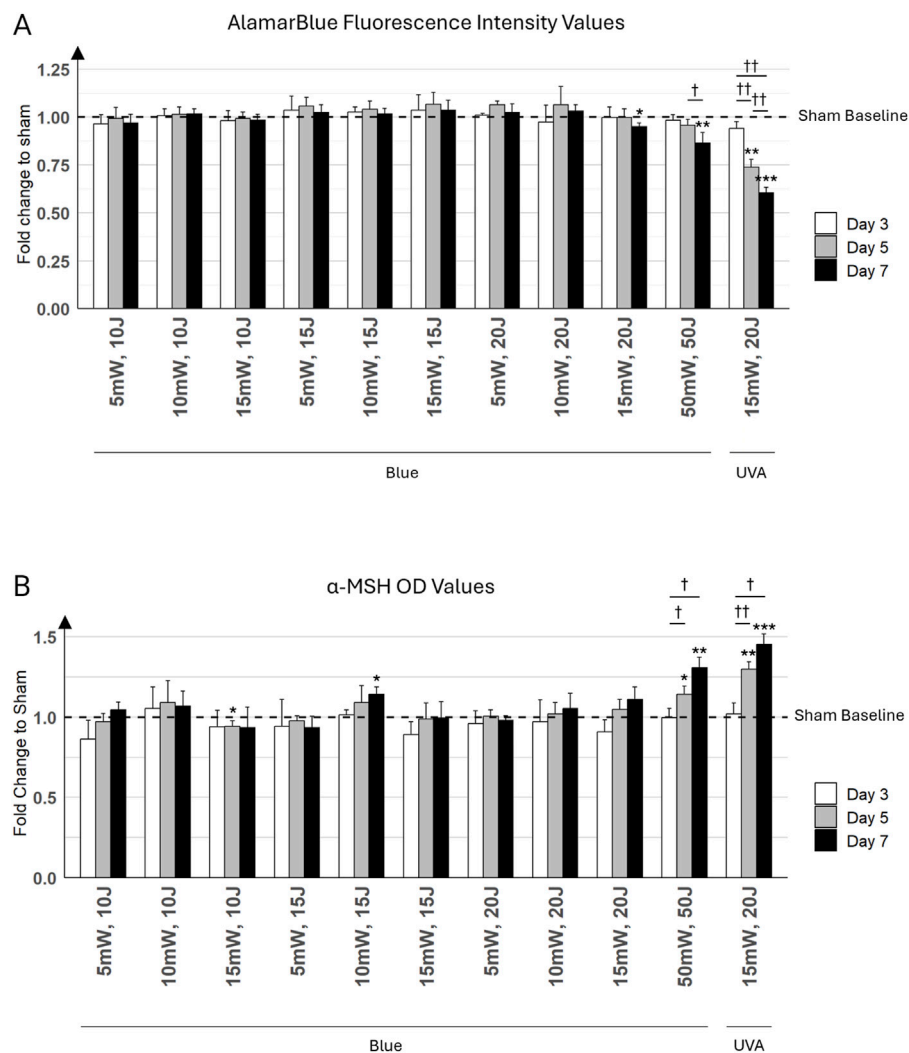 A
AlamarBlue Fluorescence Intensity Values
Fold change to sham
1.25
1.00
0.75
0.50
0.25
0.00
††
†
††
††
*
**
**
***
Sham Baseline
Day 3
Day 5
Day 7
5mW, 10J
10mW, 10J
15mW, 10J
5mW, 15J
10mW, 15J
15mW, 15J
5mW, 20J
10mW, 20J
15mW, 20J
50mW, 50J
15mW, 20J
Blue
UVA
B
α-MSH OD Values
Fold Change to Sham
1.5
1.0
0.5
0.0
†
†
†
††
*
*
*
**
**
***
Sham Baseline
Day 3
Day 5
Day 7
5mW, 10J
10mW, 10J
15mW, 10J
5mW, 15J
10mW, 15J
15mW, 15J
5mW, 20J
10mW, 20J
15mW, 20J
50mW, 50J
15mW, 20J
Blue
UVA